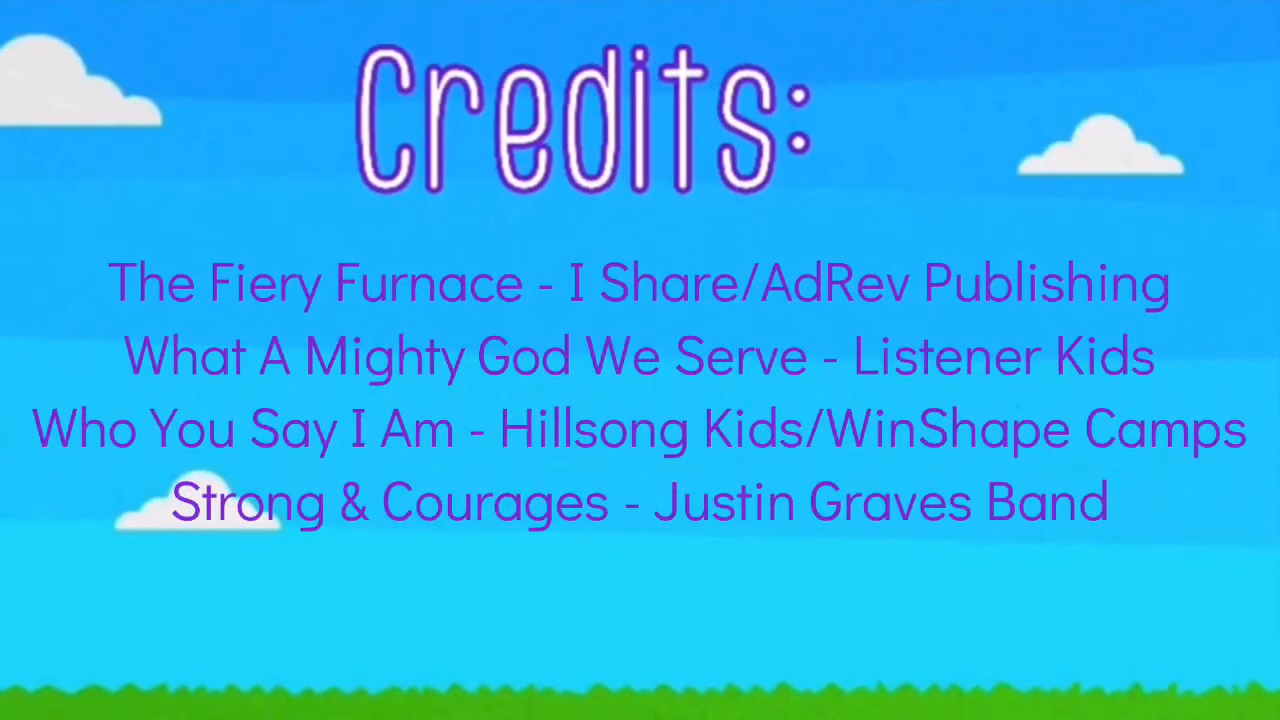 Credits:
The Fiery Furnace - I Share/AdRev Publishing
What A Mighty God We Serve - Listener Kids
Who You Say I Am - Hillsong Kids/WinShape Camps
Strong & Courages - Justin Graves Band